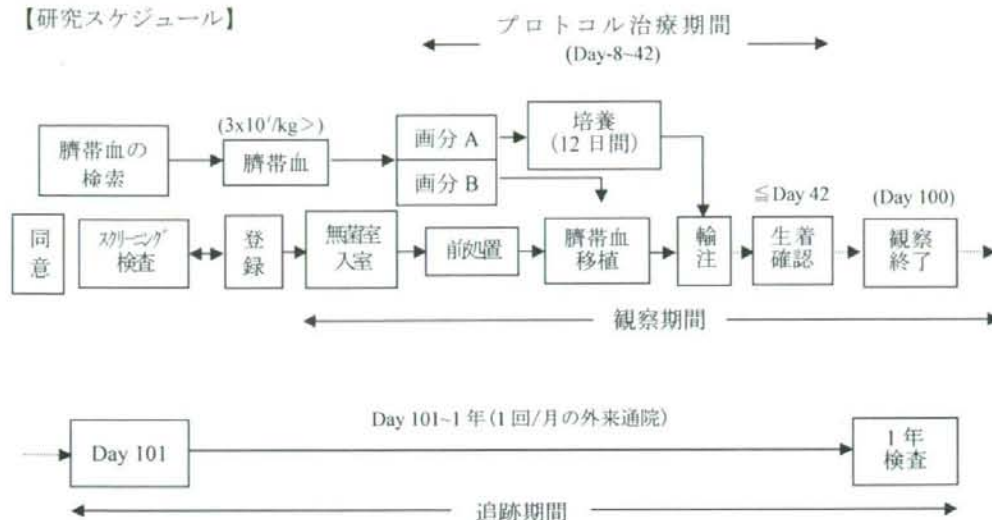 【研究スケジュール】
プロトコル治療期間
(Day-8~42)
臍帯血の
検索
(3x10⁷/kg>)
臍帯血
画分 A
画分 B
培養
(12 日間)
同
意
スクリーニング
検査
登
録
無菌室
入室
前処置
臍帯血
移植
輸
注
≦Day 42
生着
確認
(Day 100)
観察
終了
観察期間
Day 101
Day 101~1 年(1 回/月の外来通院)
1 年
検査
追跡期間